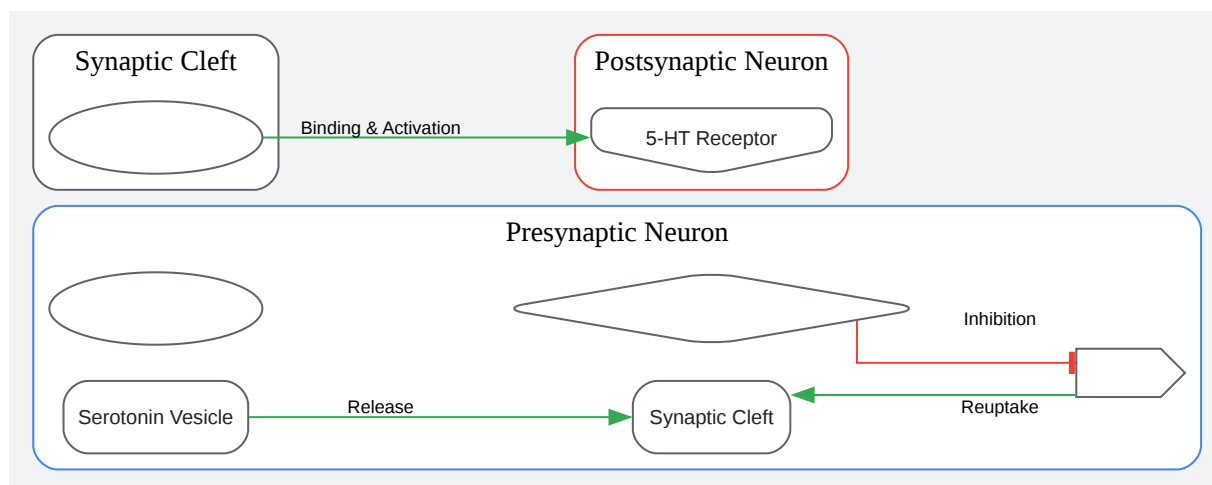 Synaptic Cleft
Postsynaptic Neuron
Binding & Activation
5-HT Receptor
Presynaptic Neuron
Inhibition
Serotonin Vesicle
Release
Synaptic Cleft
Reuptake